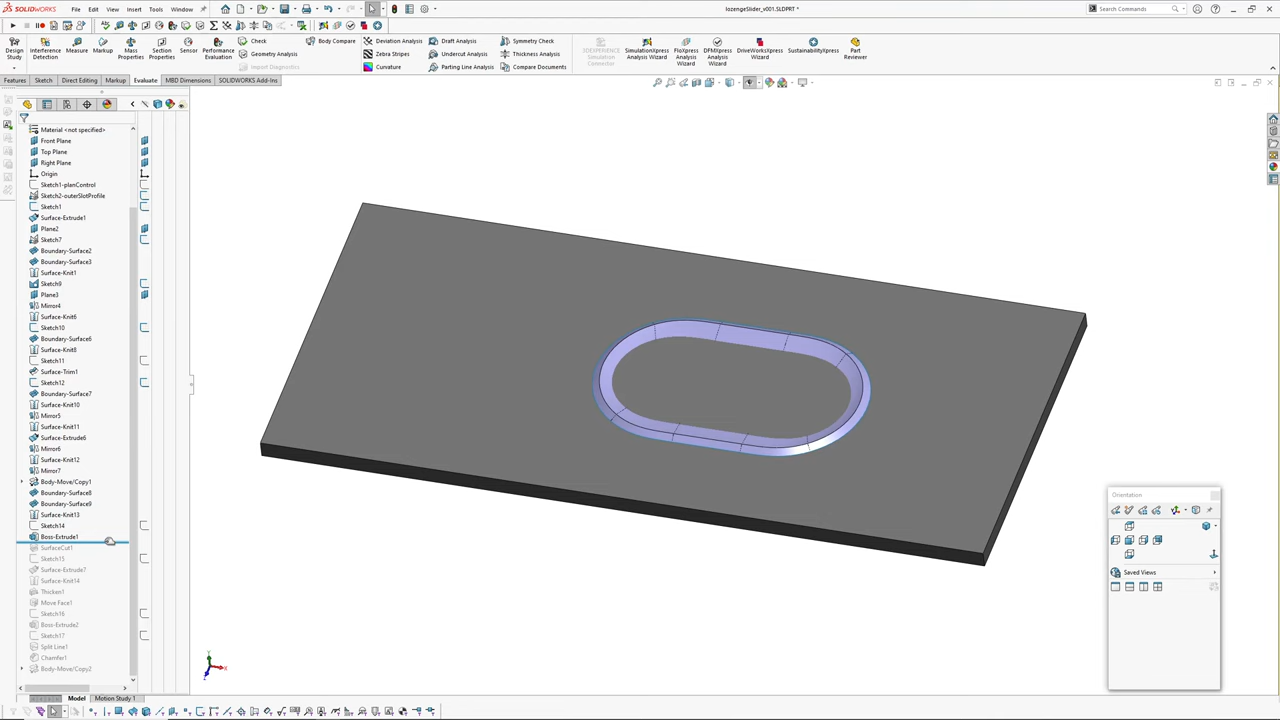 SOLIDWORKS File Edit View Insert Tools Window lozengeSlider_v001.SLDPRT * Search Commands
Design Study
Interference Detection
Measure
Markup
Mass Properties
Section Properties
Sensor
Performance Evaluation
Check
Geometry Analysis
Import Diagnostics
Body Compare
Deviation Analysis
Zebra Stripes
Curvature
Draft Analysis
Undercut Analysis
Parting Line Analysis
Symmetry Check
Thickness Analysis
Compare Documents
3DEXPERIENCE Simulation Connector
SimulationXpress Analysis Wizard
FloXpress Analysis Wizard
DFMXpress Analysis Wizard
DriveWorksXpress Wizard
SustainabilityXpress
Part Reviewer
Features Sketch Direct Editing Markup Evaluate MBD Dimensions SOLIDWORKS Add-Ins
Material <not specified>
Front Plane
Top Plane
Right Plane
Origin
Sketch1-planControl
Sketch2-outerSlotProfile
Sketch1
Surface-Extrude1
Plane2
Sketch7
Boundary-Surface2
Boundary-Surface3
Surface-Knit1
Sketch9
Plane3
Mirror4
Surface-Knit6
Sketch10
Boundary-Surface6
Surface-Knit8
Sketch11
Surface-Trim1
Sketch12
Boundary-Surface7
Surface-Knit10
Mirror5
Surface-Knit11
Surface-Extrude6
Mirror6
Surface-Knit12
Mirror7
Body-Move/Copy1
Boundary-Surface8
Boundary-Surface9
Surface-Knit13
Sketch14
Boss-Extrude1
SurfaceCut1
Sketch15
Surface-Extrude7
Surface-Knit14
Thicken1
Move Face1
Sketch16
Boss-Extrude2
Sketch17
Split Line1
Chamfer1
Body-Move/Copy2
Orientation
Saved Views
Y
X
Z
Model Motion Study 1